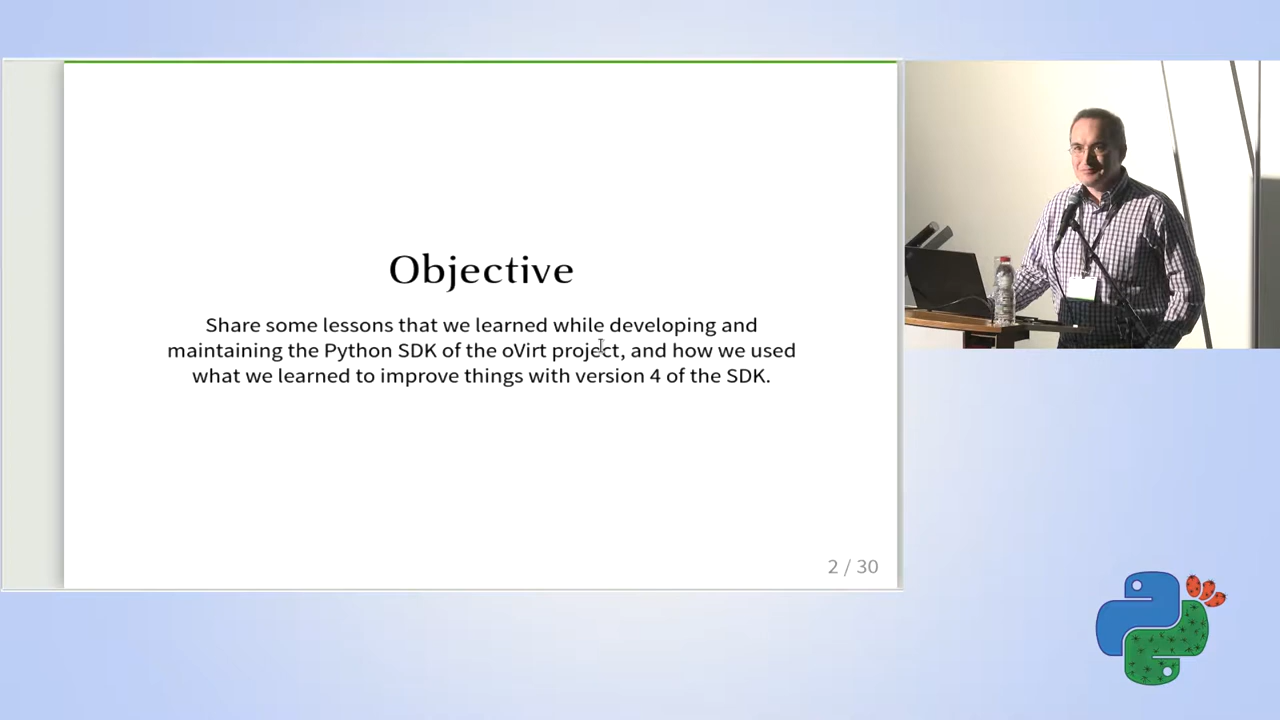 Objective
Share some lessons that we learned while developing and
maintaining the Python SDK of the oVirt project, and how we used
what we learned to improve things with version 4 of the SDK.
2 / 30